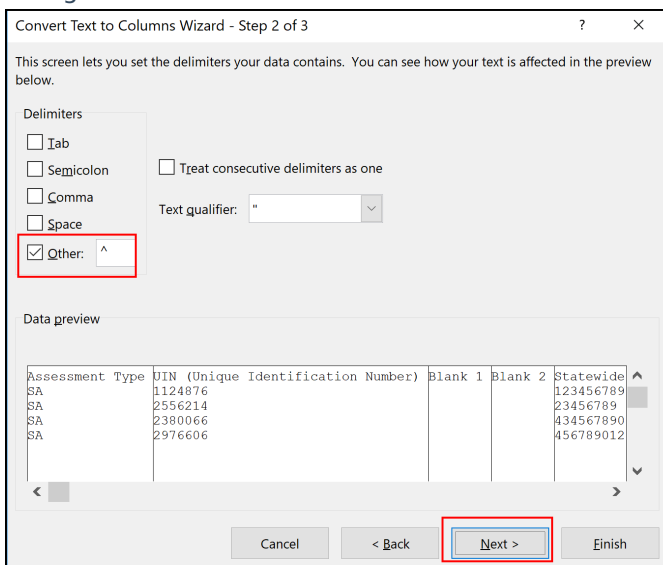 Convert Text to Columns Wizard - Step 2 of 3 ? ×
This screen lets you set the delimiters your data contains. You can see how your text is affected in the preview
below.
Delimiters
Tab
Semicolon
Treat consecutive delimiters as one
Comma
Text qualifier: "
Space
Other: ^
Data preview
Assessment Type UIN (Unique Identification Number) Blank 1 Blank 2 Statewide
SA 1124876 123456789
SA 2556214 23456789
SA 2380066 434567890
SA 2976606 456789012
Cancel < Back Next > Finish